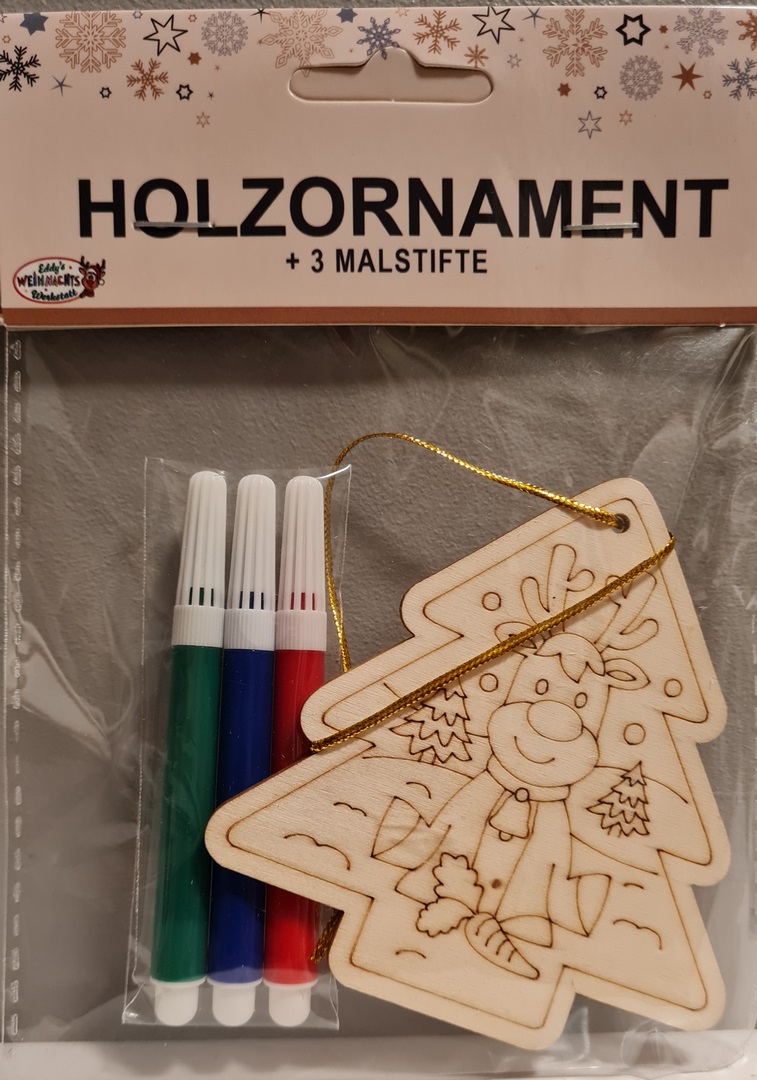 HOLZORNAMENT
+ 3 MALSTIFTE
Eddy's
WEIHNACHTS
Werkstatt